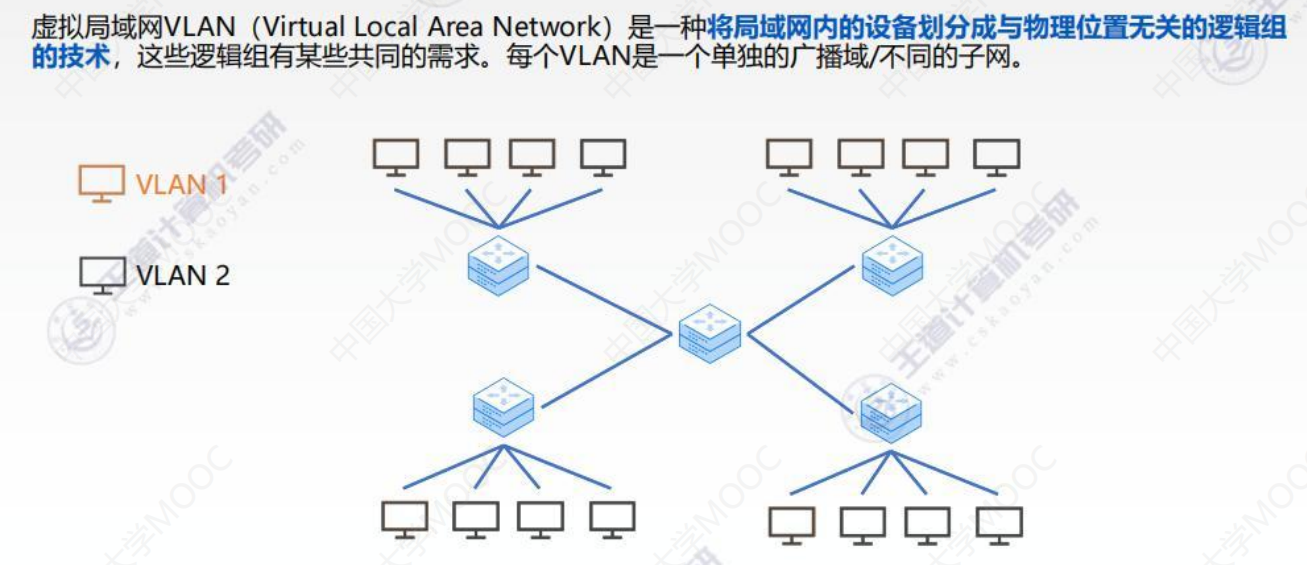 虚拟局域网VLAN（Virtual Local Area Network）是一种将局域网内的设备划分成与物理位置无关的逻辑组
的技术，这些逻辑组有某些共同的需求。每个VLAN是一个单独的广播域/不同的子网。
VLAN 1
VLAN 2
中国大学MOOC
王道计算机考研
www.cskaoyan.com